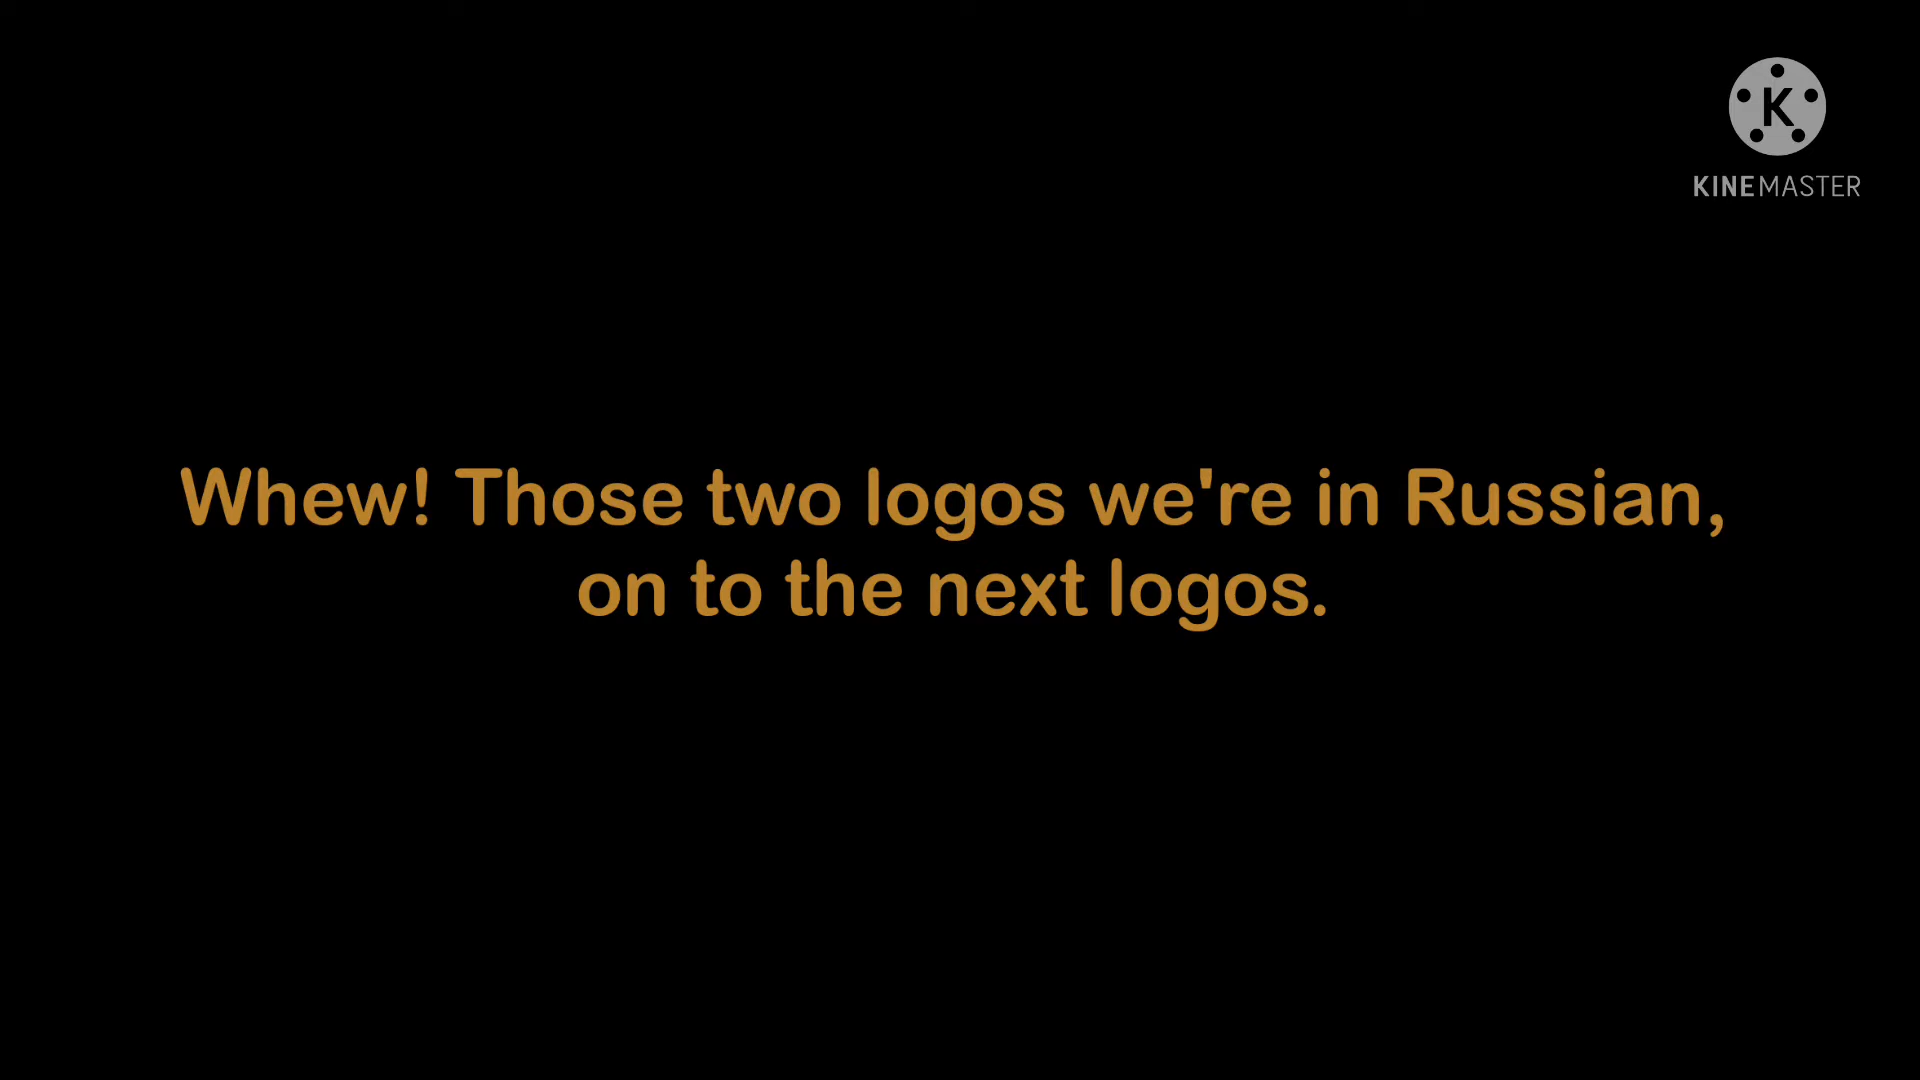 K
KINEMASTER
Whew! Those two logos we're in Russian,
on to the next logos.